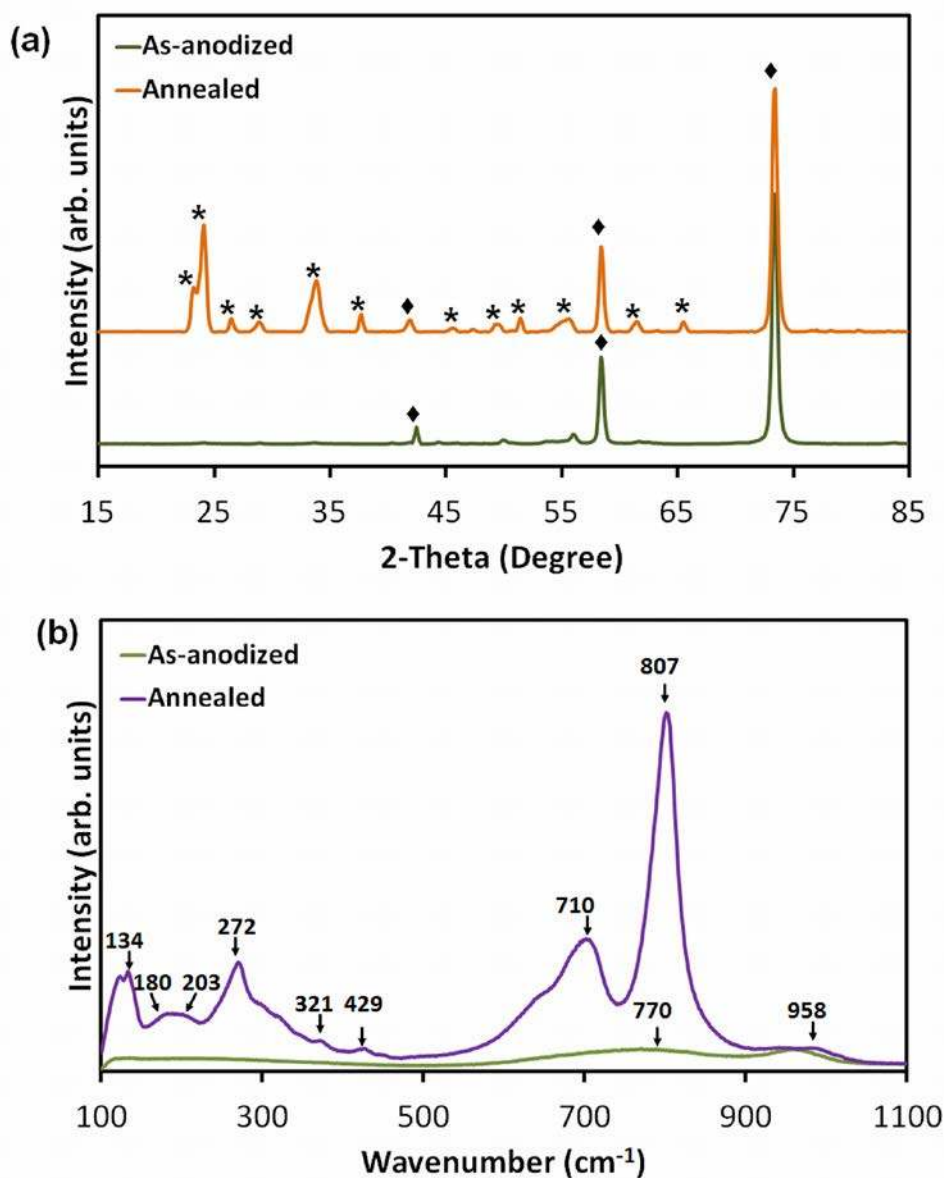 (a)
As-anodized
Annealed
Intensity (arb. units)
* * * * * * ♦ * * * * ♦ * * ♦
♦ ♦
15 25 35 45 55 65 75 85
2-Theta (Degree)
(b)
As-anodized
Annealed
Intensity (arb. units)
807
710
272
134
180 203
321 429
770
958
100 300 500 700 900 1100
Wavenumber (cm⁻¹)